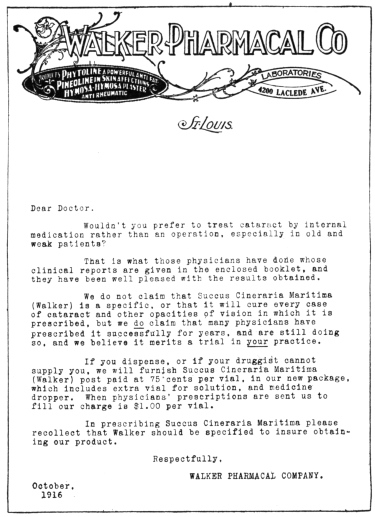 WALKER-PHARMACAL CO
PRODUCTS
PHYTOLINE A POWERFUL ANTI FAT
PINEOLINE IN SKIN AFFECTIONS
HYMOSA-HYMOSA PLASTER
ANTI RHEUMATIC
LABORATORIES
4200 LACLEDE AVE.
ST. LOUIS.
Dear Doctor,
Wouldn't you prefer to treat cataract by internal
medication rather than an operation, especially in old and
weak patients?
That is what those physicians have done whose
clinical reports are given in the enclosed booklet, and
they have been well pleased with the results obtained.
We do not claim that Succus Cineraria Maritima
(Walker) is a specific, or that it will cure every case
of cataract and other opacities of vision in which it is
prescribed, but we do claim that many physicians have
prescribed it successfully for years, and are still doing
so, and we believe it merits a trial in your practice.
If you dispense, or if your druggist cannot
supply you, we will furnish Succus Cineraria Maritima
(Walker) post paid at 75 cents per vial, in our new package,
which includes extra vial for solution, and medicine
dropper. When physicians' prescriptions are sent us to
fill our charge is $1.00 per vial.
In prescribing Succus Cineraria Maritima please
recollect that Walker should be specified to insure obtain-
ing our product.
Respectfully,
WALKER PHARMACAL COMPANY.
October,
1916